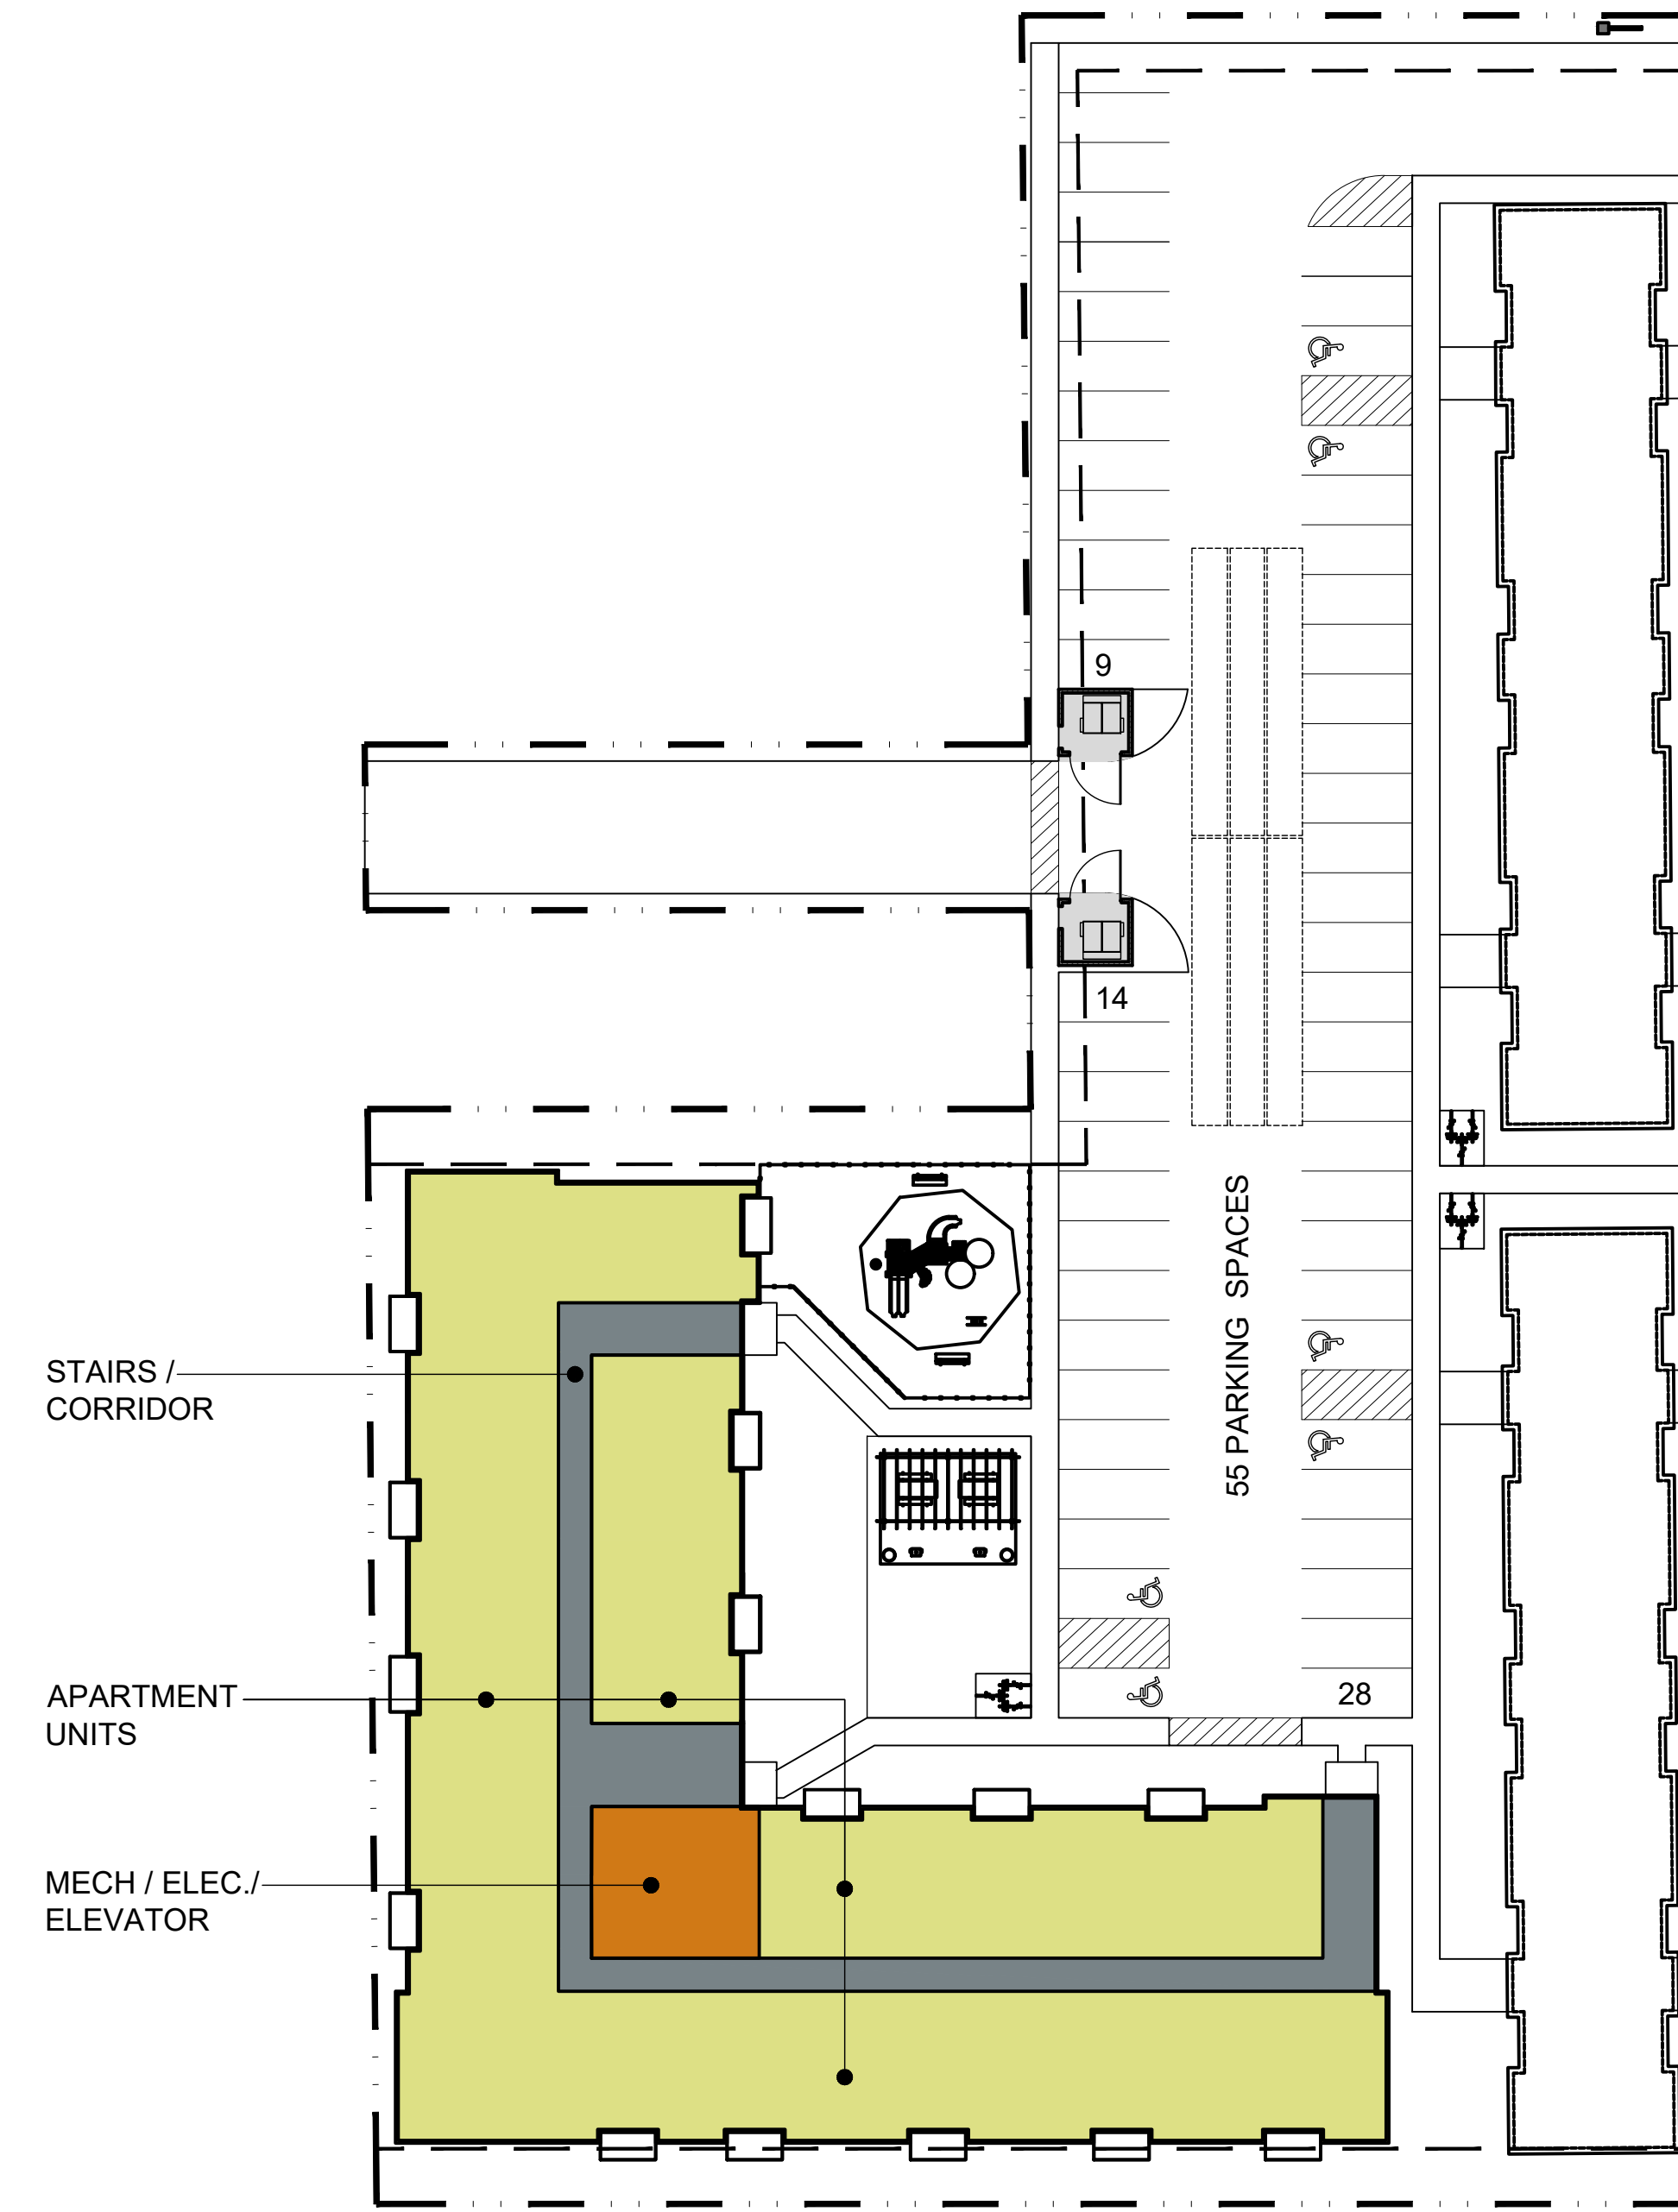 9
14
55 PARKING SPACES
STAIRS /
CORRIDOR
APARTMENT
UNITS
28
MECH / ELEC./
ELEVATOR